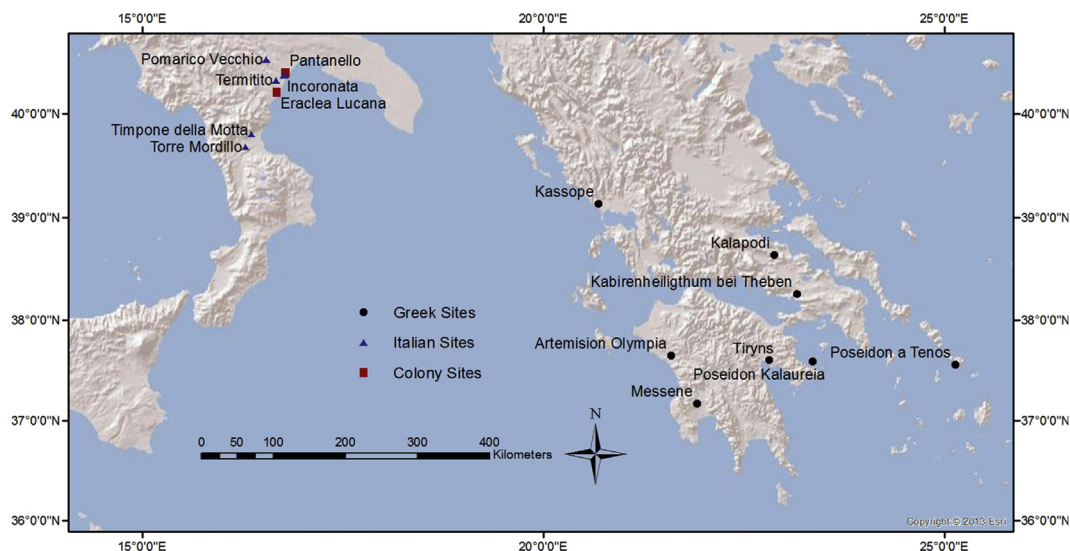 15°0'0"E 20°0'0"E 25°0'0"E
Pomarico Vecchio Pantanello
Termitito Incoronata
Eraclea Lucana
40°0'0"N 40°0'0"N
Timpone della Motta
Torre Mordillo
Kassope
39°0'0"N 39°0'0"N
Kalapodi
Kabirenheiligthum bei Theben
Greek Sites
38°0'0"N 38°0'0"N
Italian Sites
Artemision Olympia Tiryns Poseidon a Tenos
Colony Sites Poseidon Kalaureia
Messene
37°0'0"N 37°0'0"N
N
0 50 100 200 300 400
Kilometers
36°0'0"N 36°0'0"N
Copyright © 2013 Esri
15°0'0"E 20°0'0"E 25°0'0"E